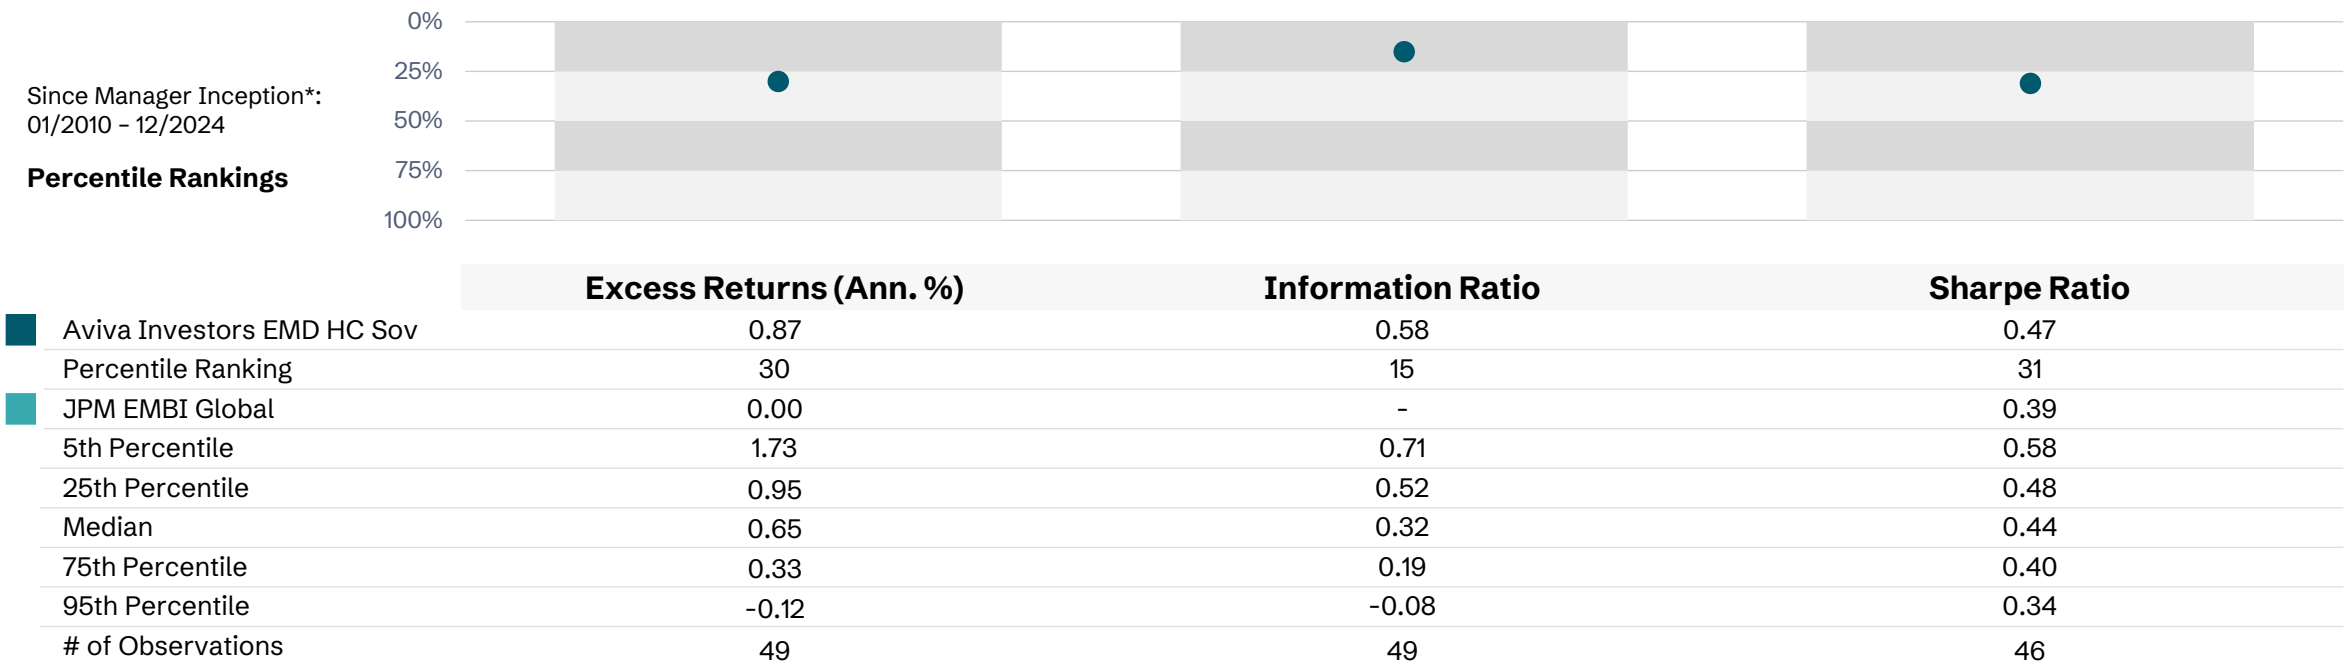 0%
25%
50%
75%
100%
Since Manager Inception*:
01/2010 – 12/2024
Percentile Rankings
Excess Returns (Ann. %) Information Ratio Sharpe Ratio
Aviva Investors EMD HC Sov 0.87 0.58 0.47
Percentile Ranking 30 15 31
JPM EMBI Global 0.00 - 0.39
5th Percentile 1.73 0.71 0.58
25th Percentile 0.95 0.52 0.48
Median 0.65 0.32 0.44
75th Percentile 0.33 0.19 0.40
95th Percentile -0.12 -0.08 0.34
# of Observations 49 49 46